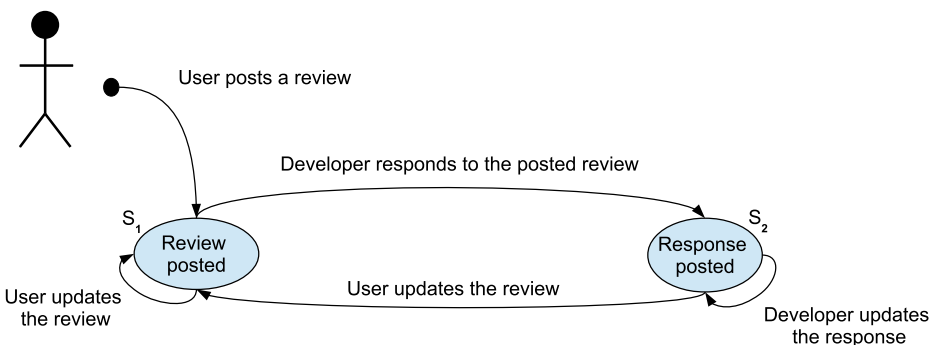 User posts a review
Developer responds to the posted review
S1
Review
posted
S2
Response
posted
User updates
the review
User updates the review
Developer updates
the response